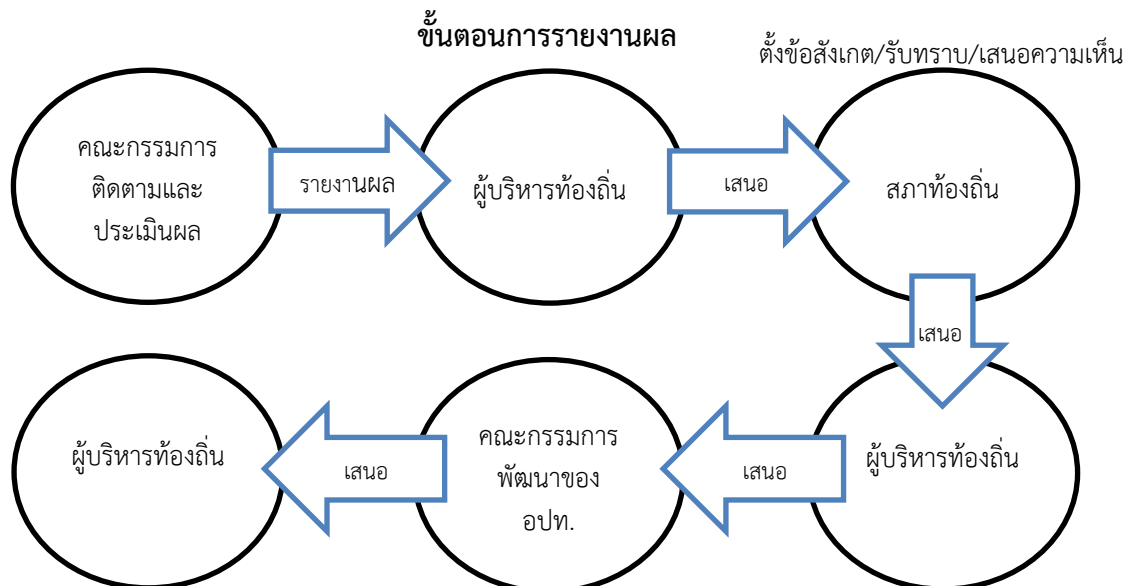 ขั้นตอนการรายงานผล
ตั้งข้อสังเกต/รับทราบ/เสนอความเห็น
คณะกรรมการ
ติดตามและ
ประเมินผล
รายงานผล
ผู้บริหารท้องถิ่น
เสนอ
สภาท้องถิ่น
เสนอ
ผู้บริหารท้องถิ่น
เสนอ
คณะกรรมการ
พัฒนาของ
อปท.
เสนอ
ผู้บริหารท้องถิ่น